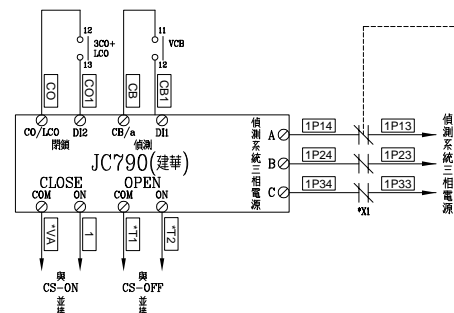 12
3CO+
LCO
13
11
VCB
12
CO
CO1
CB
CB1
CO/LCO DI2 CB/a DI1
閉鎖 偵測
JC790(建華)
CLOSE OPEN
COM ON COM ON
偵測系統三相電源
A
B
C
1P14 1P13
1P24 1P23
1P34 1P33
*X1
偵測系統三相電源
*VA
1
*T1
*T2
與
CS-ON
並接
與
CS-OFF
並接